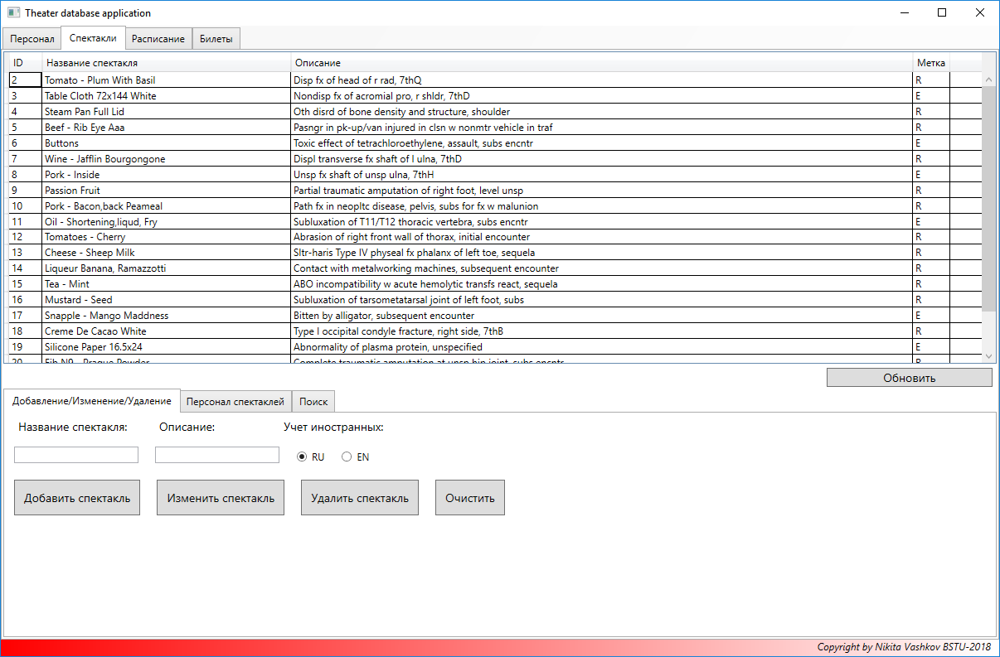 Theater database application
Персонал Спектакли Расписание Билеты
ID Название спектакля Описание Метка
2 Tomato - Plum With Basil Disp fx of head of r rad, 7thQ R
3 Table Cloth 72x144 White Nondisp fx of acromial pro, r shldr, 7thD E
4 Steam Pan Full Lid Oth disrd of bone density and structure, shoulder R
5 Beef - Rib Eye Aaa Pasngr in pk-up/van injured in clsn w nonmtr vehicle in traf R
6 Buttons Toxic effect of tetrachloroethylene, assault, subs encntr E
7 Wine - Jafflin Bourgongone Displ transverse fx shaft of l ulna, 7thD R
8 Pork - Inside Unsp fx shaft of unsp ulna, 7thH E
9 Passion Fruit Partial traumatic amputation of right foot, level unsp R
10 Pork - Bacon,back Peameal Path fx in neopltc disease, pelvis, subs for fx w malunion R
11 Oil - Shortening,liqud, Fry Subluxation of T11/T12 thoracic vertebra, subs encntr E
12 Tomatoes - Cherry Abrasion of right front wall of thorax, initial encounter R
13 Cheese - Sheep Milk Sltr-haris Type IV physeal fx phalanx of left toe, sequela R
14 Liqueur Banana, Ramazzotti Contact with metalworking machines, subsequent encounter R
15 Tea - Mint ABO incompatibility w acute hemolytic transfs react, sequela R
16 Mustard - Seed Subluxation of tarsometatarsal joint of left foot, subs R
17 Snapple - Mango Maddness Bitten by alligator, subsequent encounter E
18 Creme De Cacao White Type I occipital condyle fracture, right side, 7thB R
19 Silicone Paper 16.5x24 Abnormality of plasma protein, unspecified E
20 Fib N9 - Prague Powder Complete traumatic amputation at unsp hip joint, subs encntr R
Обновить
Добавление/Изменение/Удаление Персонал спектаклей Поиск
Название спектакля: Описание: Учет иностранных:
RU EN
Добавить спектакль Изменить спектакль Удалить спектакль Очистить
Copyright by Nikita Vashkov BSTU-2018